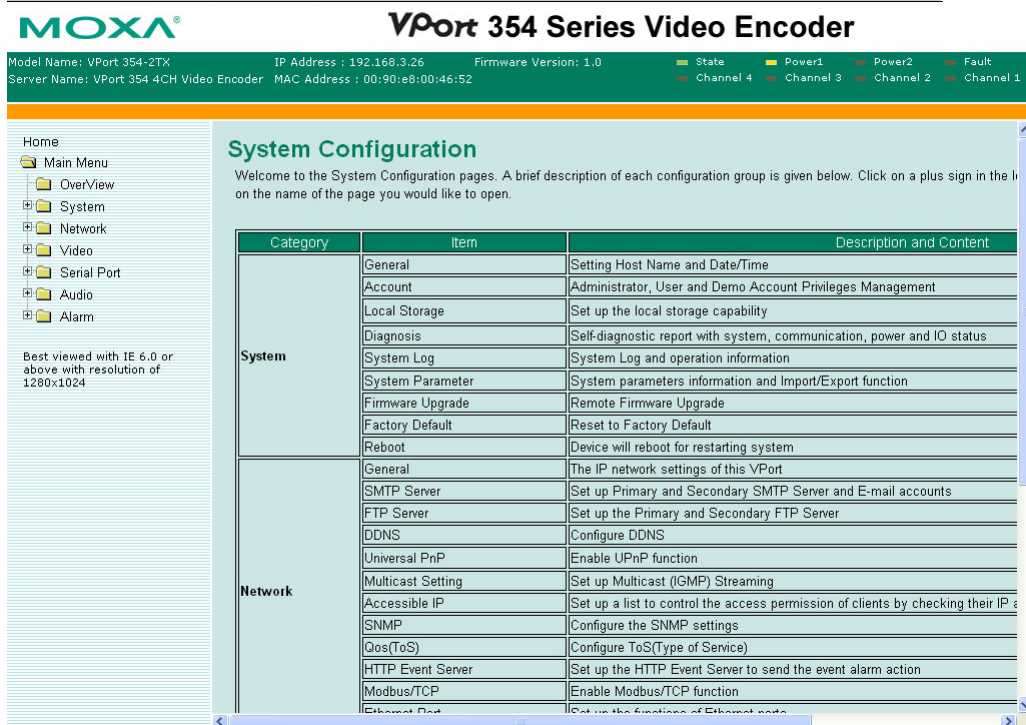 MOXA®
VPort 354 Series Video Encoder
Model Name: VPort 354-2TX IP Address : 192.168.3.26 Firmware Version: 1.0 State Power1 Power2 Fault
Server Name: VPort 354 4CH Video Encoder MAC Address : 00:90:e8:00:46:52 Channel 4 Channel 3 Channel 2 Channel 1
Home
Main Menu
OverView
System
Network
Video
Serial Port
Audio
Alarm
Best viewed with IE 6.0 or
above with resolution of
1280x1024
System Configuration
Welcome to the System Configuration pages. A brief description of each configuration group is given below. Click on a plus sign in the
on the name of the page you would like to open.
Category Item Description and Content
System
General Setting Host Name and Date/Time
Account Administrator, User and Demo Account Privileges Management
Local Storage Set up the local storage capability
Diagnosis Self-diagnostic report with system, communication, power and IO status
System Log System Log and operation information
System Parameter System parameters information and Import/Export function
Firmware Upgrade Remote Firmware Upgrade
Factory Default Reset to Factory Default
Reboot Device will reboot for restarting system
Network
General The IP network settings of this VPort
SMTP Server Set up Primary and Secondary SMTP Server and E-mail accounts
FTP Server Set up the Primary and Secondary FTP Server
DDNS Configure DDNS
Universal PnP Enable UPnP function
Multicast Setting Set up Multicast (IGMP) Streaming
Accessible IP Set up a list to control the access permission of clients by checking their IP
SNMP Configure the SNMP settings
Qos(ToS) Configure ToS(Type of Service)
HTTP Event Server Set up the HTTP Event Server to send the event alarm action
Modbus/TCP Enable Modbus/TCP function
Ethernet Port Set up the functions of Ethernet ports